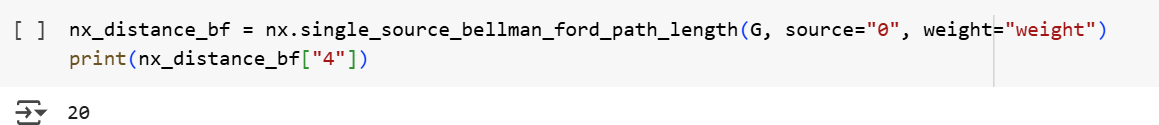 [ ] nx_distance_bf = nx.single_source_bellman_ford_path_length(G, source="0", weight="weight")
print(nx_distance_bf["4"])
20